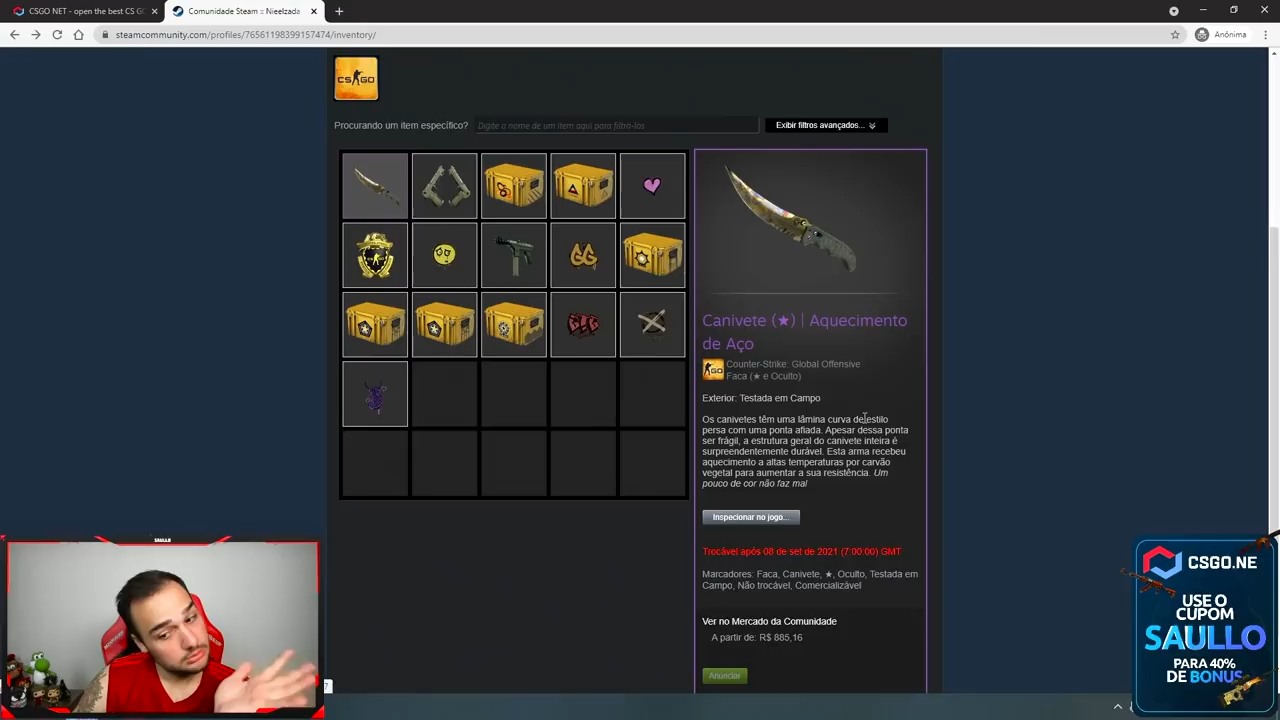 CSGO NET - open the best CS GO
Comunidade Steam :: Nieelzada
steamcommunity.com/profiles/76561198399157474/inventory/
Anônima
CS GO
Procurando um item específico?
Digite o nome de um item aqui para filtrá-los
Exibir filtros avançados...
GG
Canivete (★) | Aquecimento
de Aço
GO
Counter-Strike: Global Offensive
Faca (★ e Oculto)
Exterior: Testada em Campo
Os canivetes têm uma lâmina curva de estilo
persa com uma ponta afiada. Apesar dessa ponta
ser frágil, a estrutura geral do canivete inteira é
surpreendentemente durável. Esta arma recebeu
aquecimento a altas temperaturas por carvão
vegetal para aumentar a sua resistência. Um
pouco de cor não faz mal
Inspecionar no jogo...
Trocável após 08 de set de 2021 (7:00:00) GMT
Marcadores: Faca, Canivete, ★, Oculto, Testada em
Campo, Não trocável, Comercializável
Ver no Mercado da Comunidade
A partir de: R$ 885,16
Anunciar
SAULLO
CSGO.NE
USE O
CUPOM
SAULLO
PARA 40%
DE BONUS